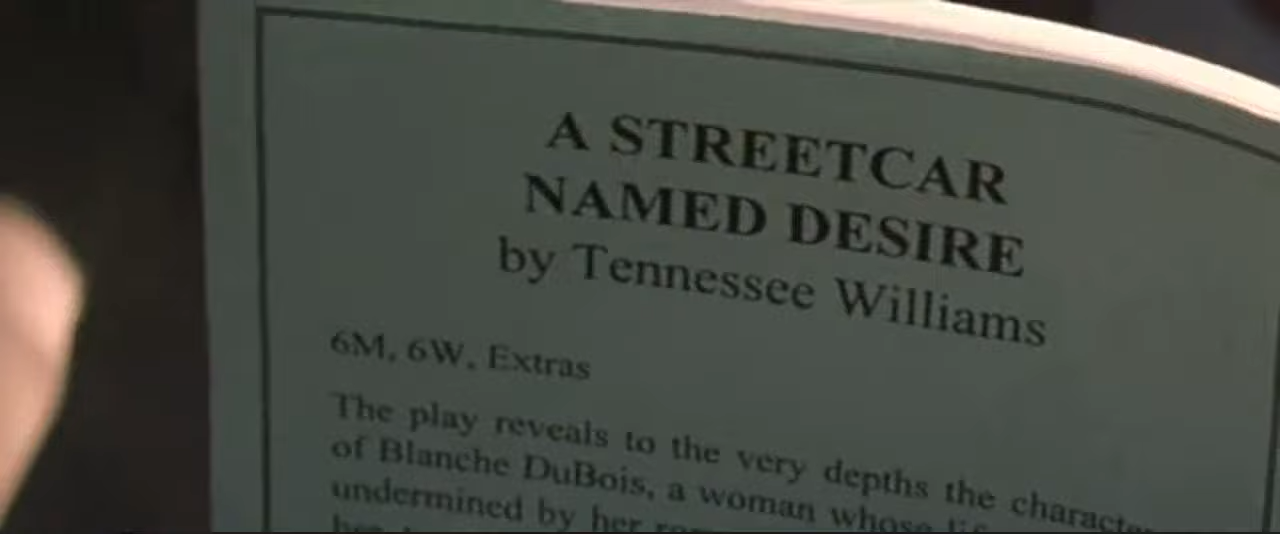 A STREETCAR
NAMED DESIRE
by Tennessee Williams
6M, 6W, Extras
The play reveals to the very depths the character
of Blanche DuBois, a woman whose
undermined by her